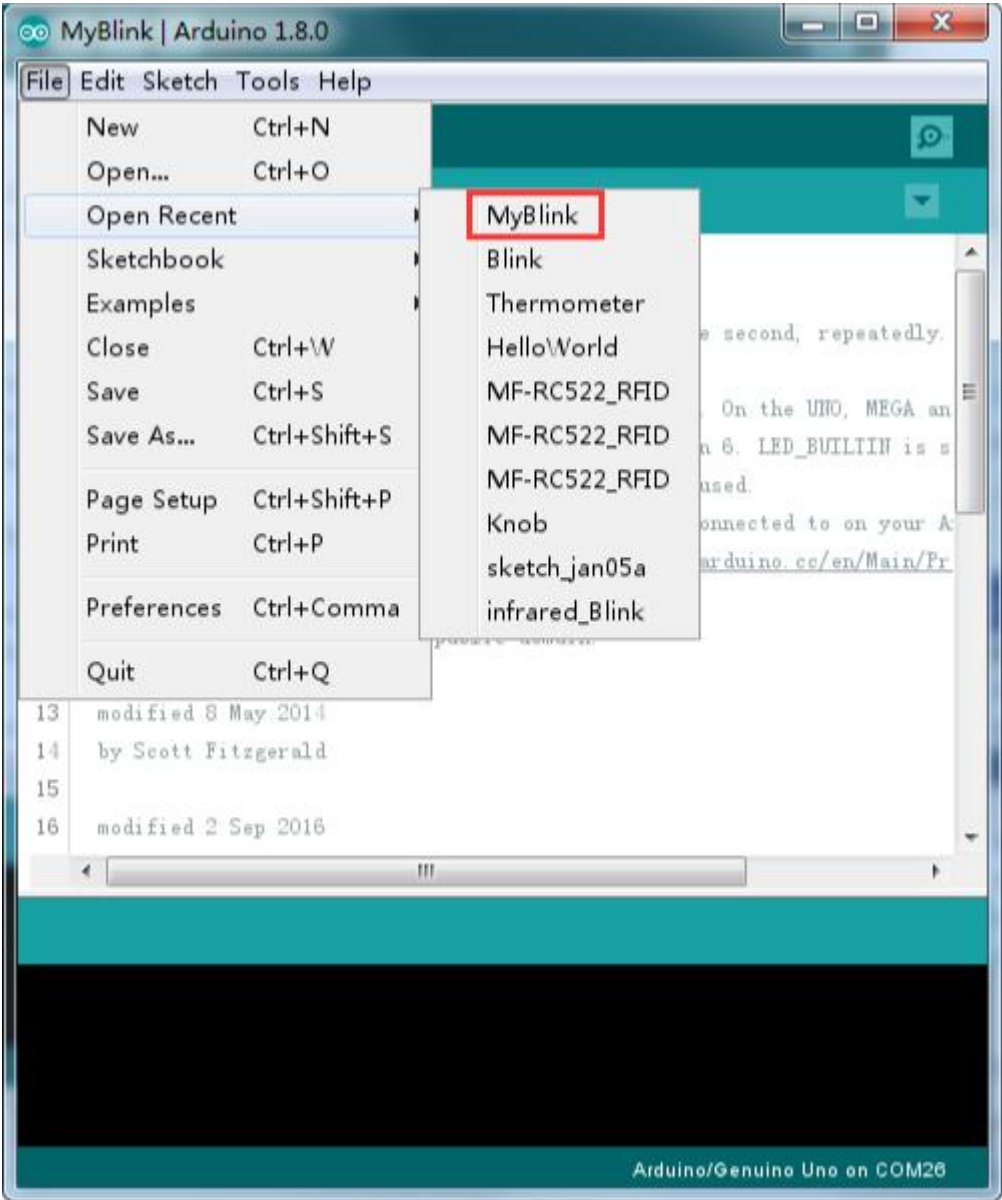 MyBlink | Arduino 1.8.0
File Edit Sketch Tools Help
New Ctrl+N
Open... Ctrl+O
Open Recent
Sketchbook
Examples
Close Ctrl+W
Save Ctrl+S
Save As... Ctrl+Shift+S
Page Setup Ctrl+Shift+P
Print Ctrl+P
Preferences Ctrl+Comma
Quit Ctrl+Q
MyBlink
Blink
Thermometer
HelloWorld
MF-RC522_RFID
MF-RC522_RFID
MF-RC522_RFID
Knob
sketch_jan05a
infrared_Blink
e second, repeatedly.
. On the UNO, MEGA an
n 6. LED_BUILTIN is s
used.
onnected to on your A
arduino.cc/en/Main/Pr
13 modified 8 May 2014
14 by Scott Fitzgerald
15
16 modified 2 Sep 2016
Arduino/Genuino Uno on COM26